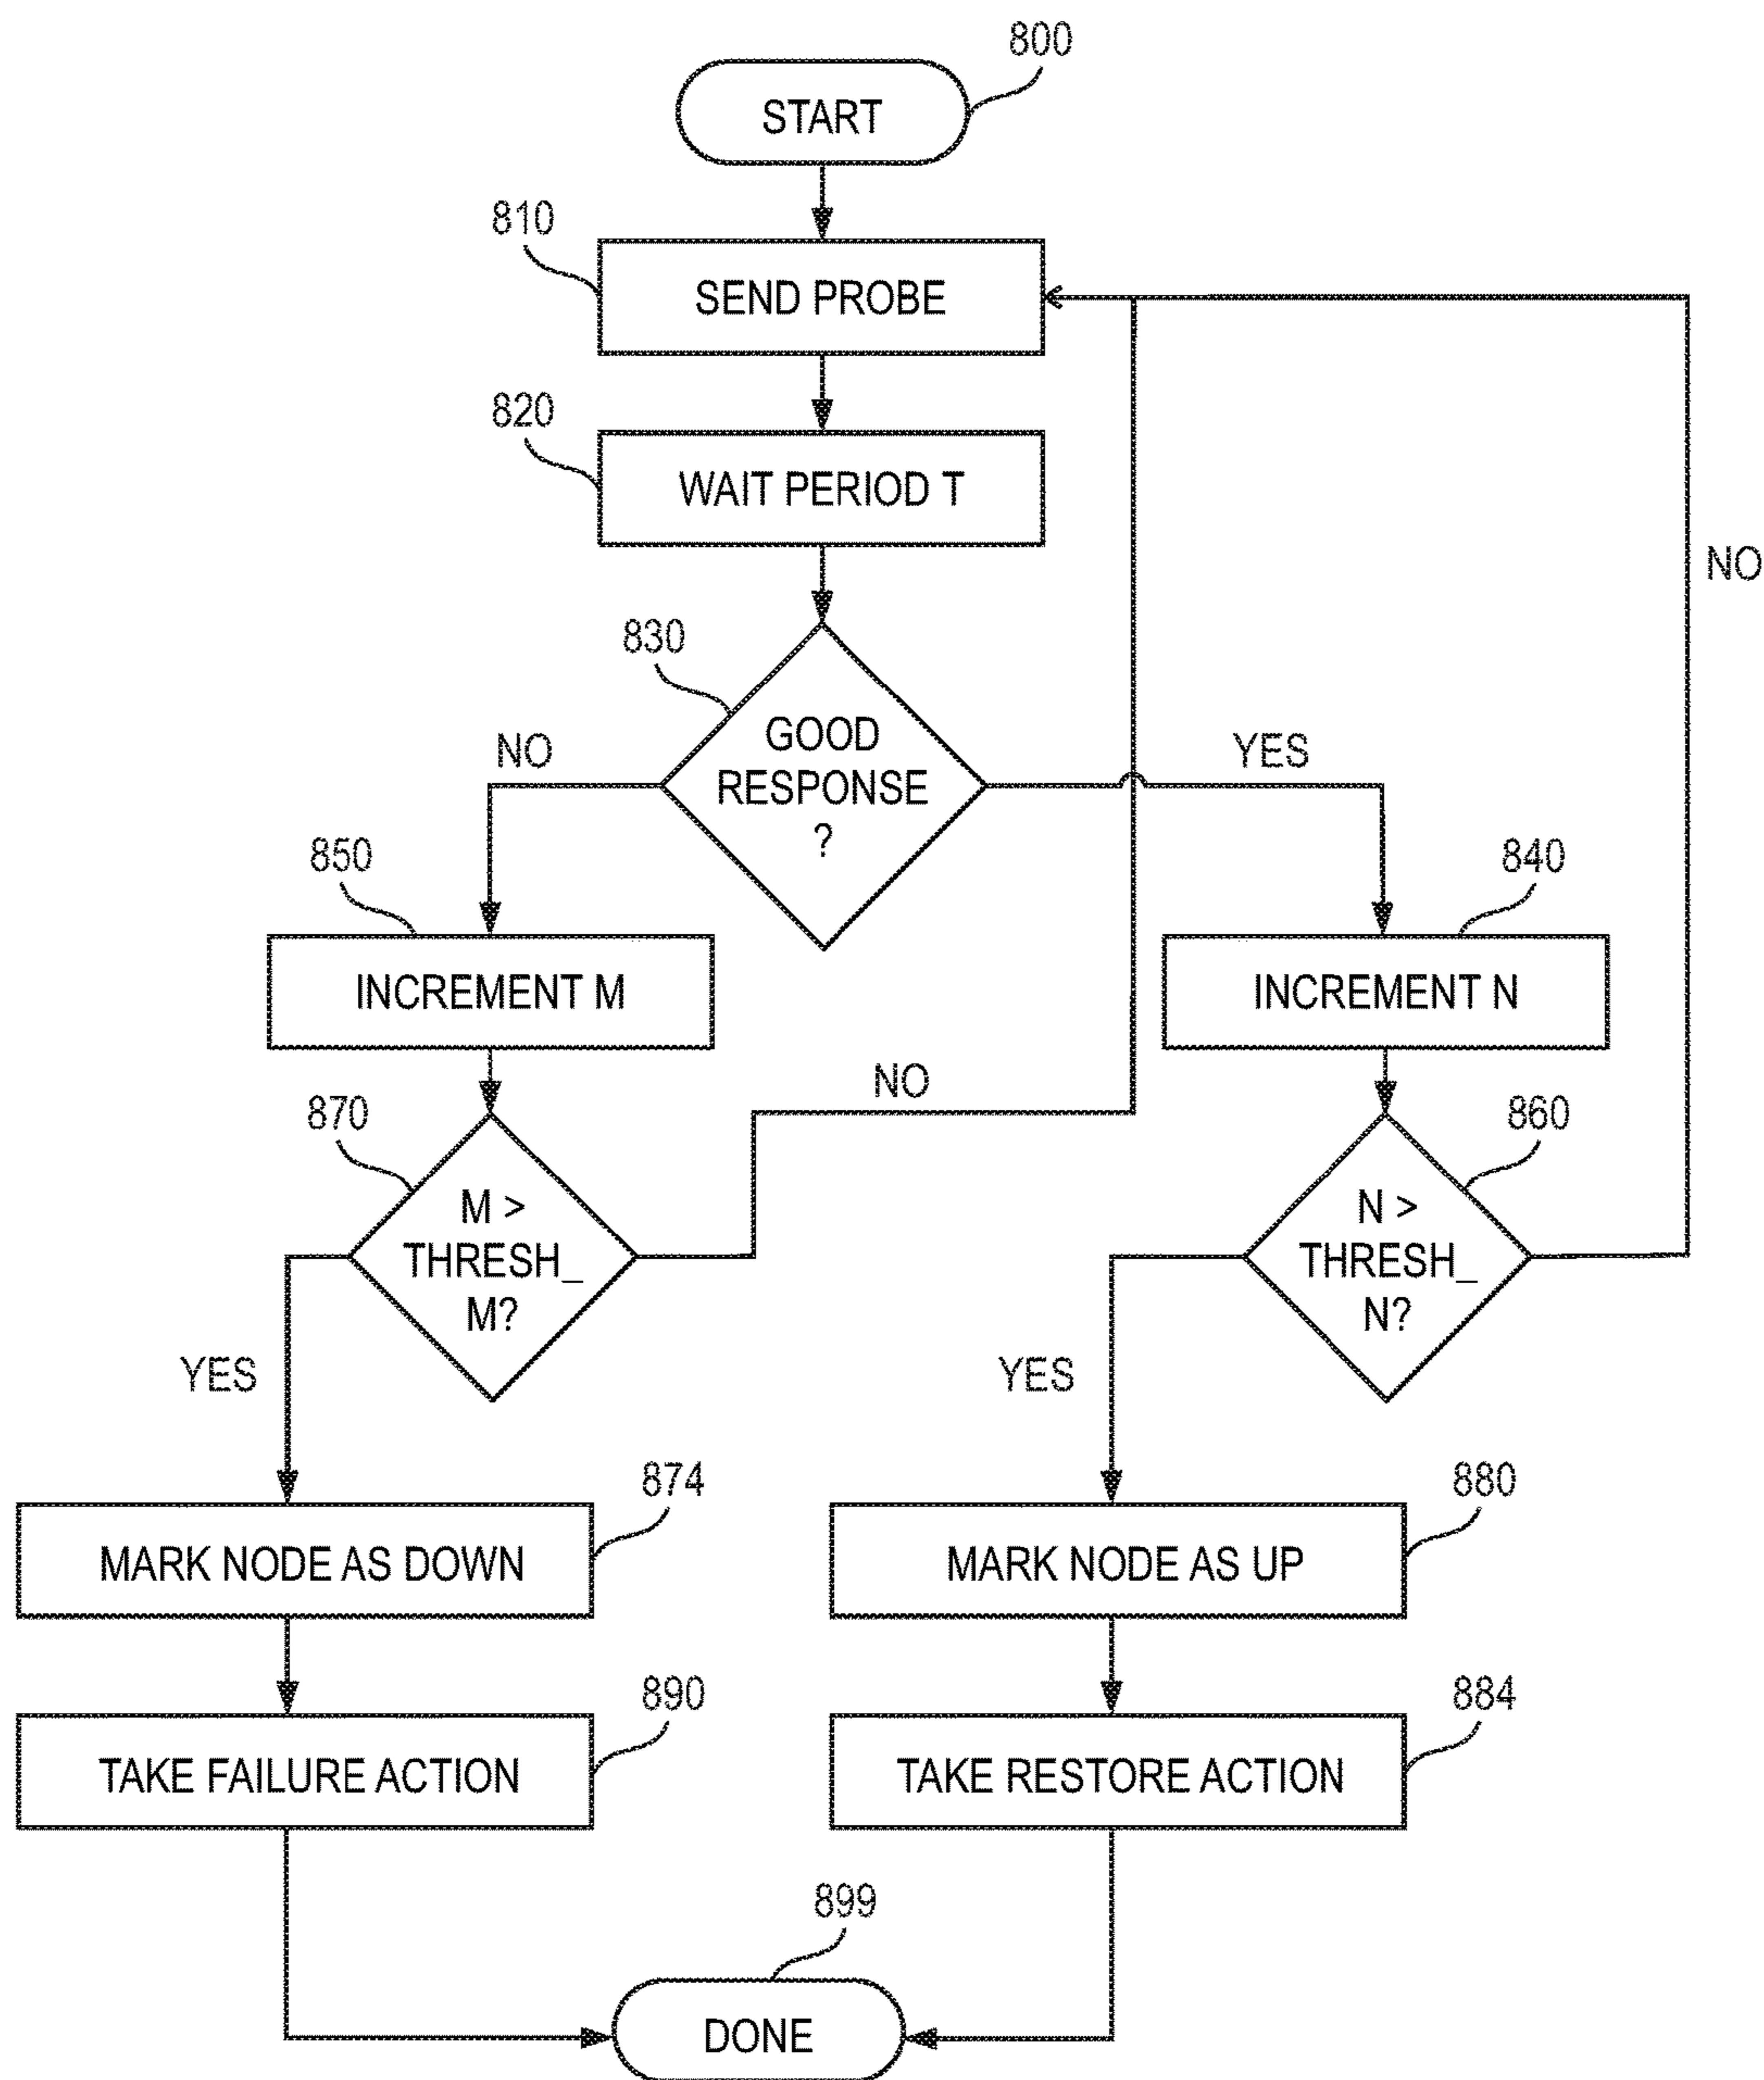 800
START
810
SEND PROBE
820
WAIT PERIOD T
NO
830
GOOD
RESPONSE
?
NO
YES
850
840
INCREMENT M
INCREMENT N
NO
870
860
M >
THRESH_
M?
N >
THRESH_
N?
YES
YES
874
880
MARK NODE AS DOWN
MARK NODE AS UP
890
884
TAKE FAILURE ACTION
TAKE RESTORE ACTION
899
DONE